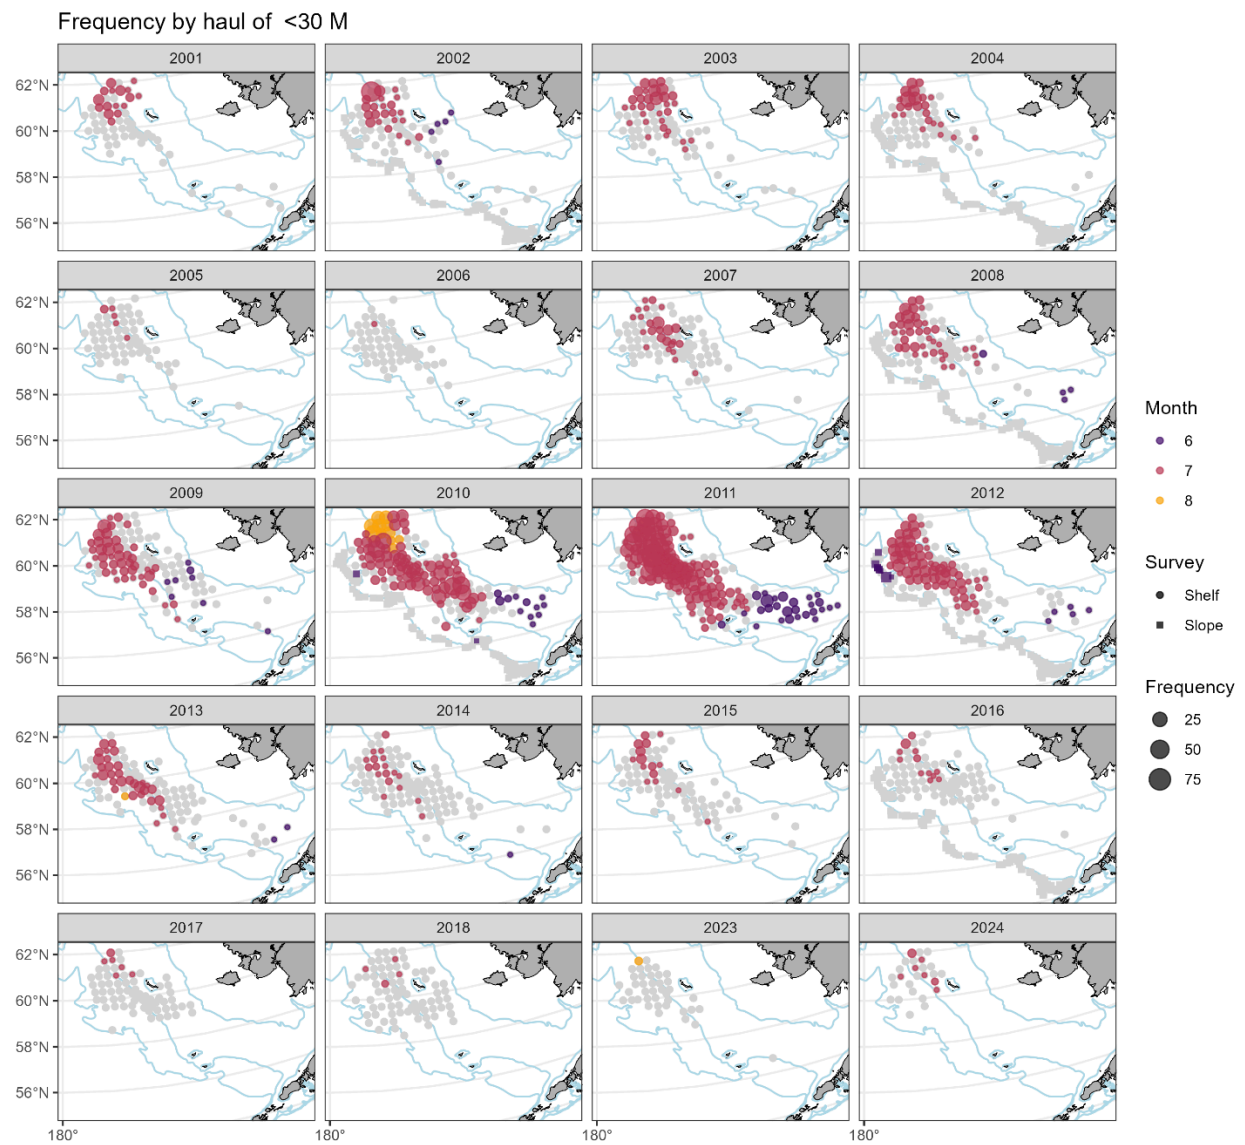 Frequency by haul of  <30 M
2001
2002
2003
2004
62°N
60°N
58°N
56°N
2005
2006
2007
2008
62°N
60°N
58°N
56°N
2009
2010
2011
2012
62°N
60°N
58°N
56°N
2013
2014
2015
2016
62°N
60°N
58°N
56°N
2017
2018
2023
2024
62°N
60°N
58°N
56°N
180°
180°
180°
180°
Month
6
7
8
Survey
Shelf
Slope
Frequency
25
50
75